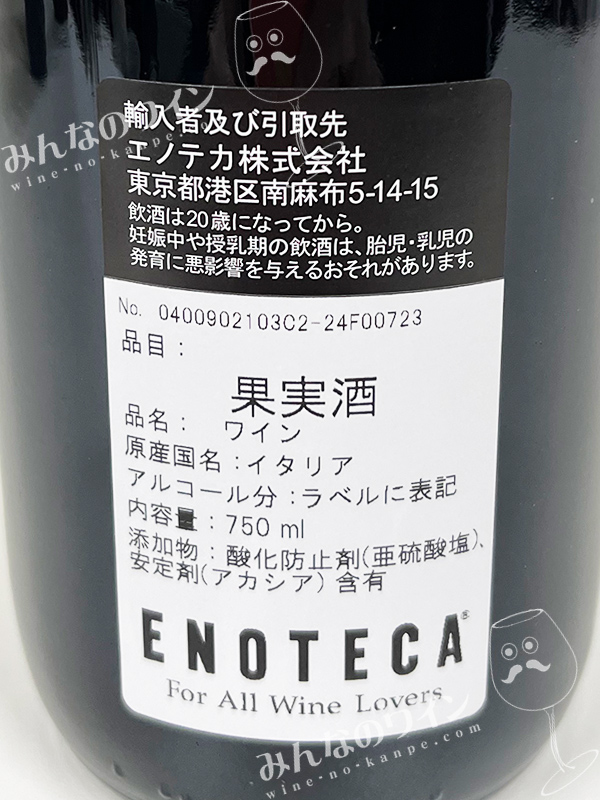 輸入者及び引取先
エノテカ株式会社
東京都港区南麻布5-14-15
飲酒は20歳になってから。
妊娠中や授乳期の飲酒は、胎児・乳児の
発育に悪影響を与えるおそれがあります。
No. 0400902103C2-24F00723
品目:
果実酒
品名: ワイン
原産国名:イタリア
アルコール分:ラベルに表記
内容量:750 ml
添加物:酸化防止剤(亜硫酸塩)、
安定剤(アカシア)含有
ENOTECA®
For All Wine Lovers
みんなのワイン
wine-no-kanpe.com
みんなのワイン
wine-no-kanpe.com